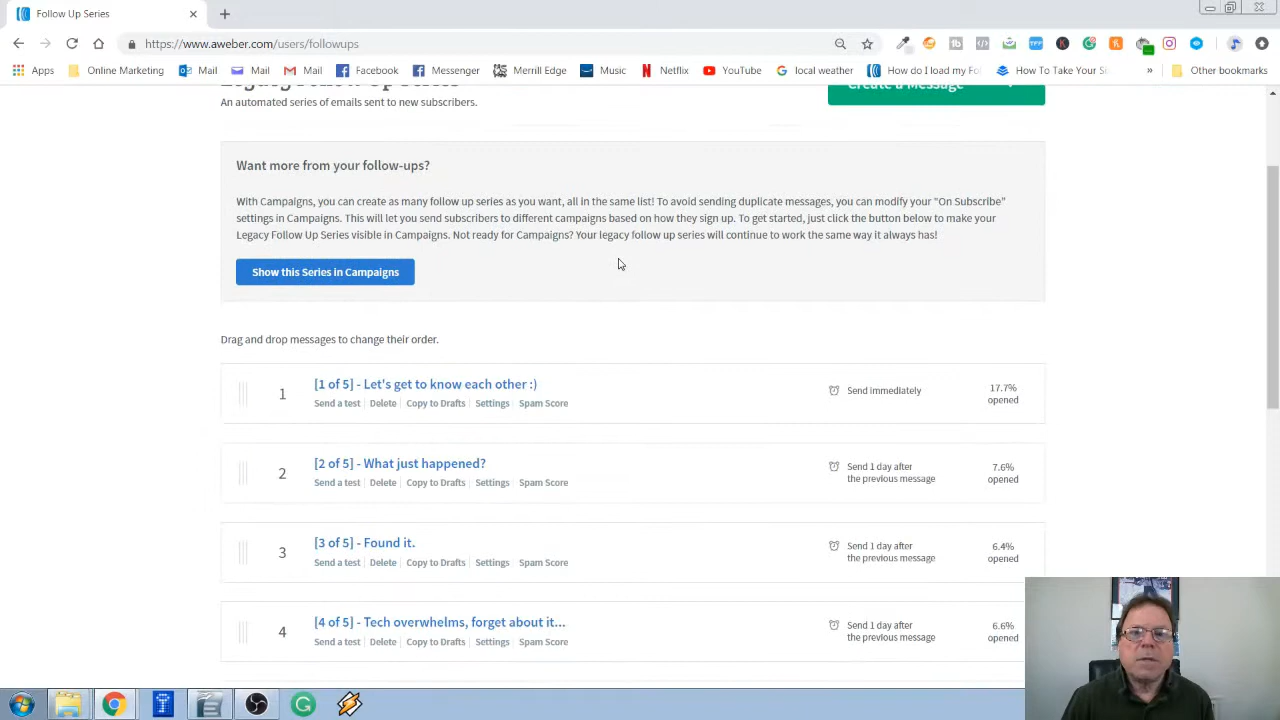 Follow Up Series
https://www.aweber.com/users/followups
Apps Online Marketing Mail Mail Mail Facebook Messenger Merrill Edge Music Netflix YouTube local weather How do I load my Fo How To Take Your Su » Other bookmarks
Legacy Follow Up Series
Create a Message
An automated series of emails sent to new subscribers.
Want more from your follow-ups?
With Campaigns, you can create as many follow up series as you want, all in the same list! To avoid sending duplicate messages, you can modify your "On Subscribe"
settings in Campaigns. This will let you send subscribers to different campaigns based on how they sign up. To get started, just click the button below to make your
Legacy Follow Up Series visible in Campaigns. Not ready for Campaigns? Your legacy follow up series will continue to work the same way it always has!
Show this Series in Campaigns
Drag and drop messages to change their order.
1
[1 of 5] - Let's get to know each other :)
Send a test Delete Copy to Drafts Settings Spam Score
Send immediately
17.7%
opened
2
[2 of 5] - What just happened?
Send a test Delete Copy to Drafts Settings Spam Score
Send 1 day after
the previous message
7.6%
opened
3
[3 of 5] - Found it.
Send a test Delete Copy to Drafts Settings Spam Score
Send 1 day after
the previous message
6.4%
opened
4
[4 of 5] - Tech overwhelms, forget about it...
Send a test Delete Copy to Drafts Settings Spam Score
Send 1 day after
the previous message
6.6%
opened